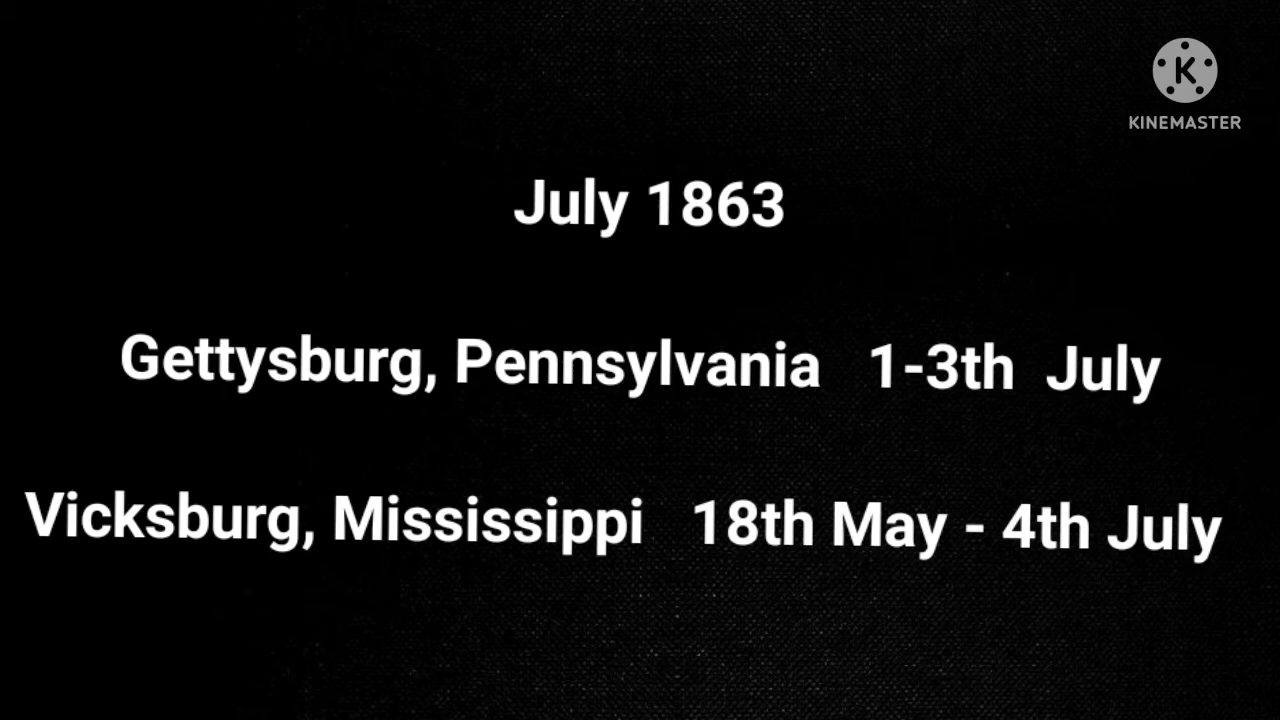 KINEMASTER
July 1863
Gettysburg, Pennsylvania 1-3th July
Vicksburg, Mississippi 18th May - 4th July